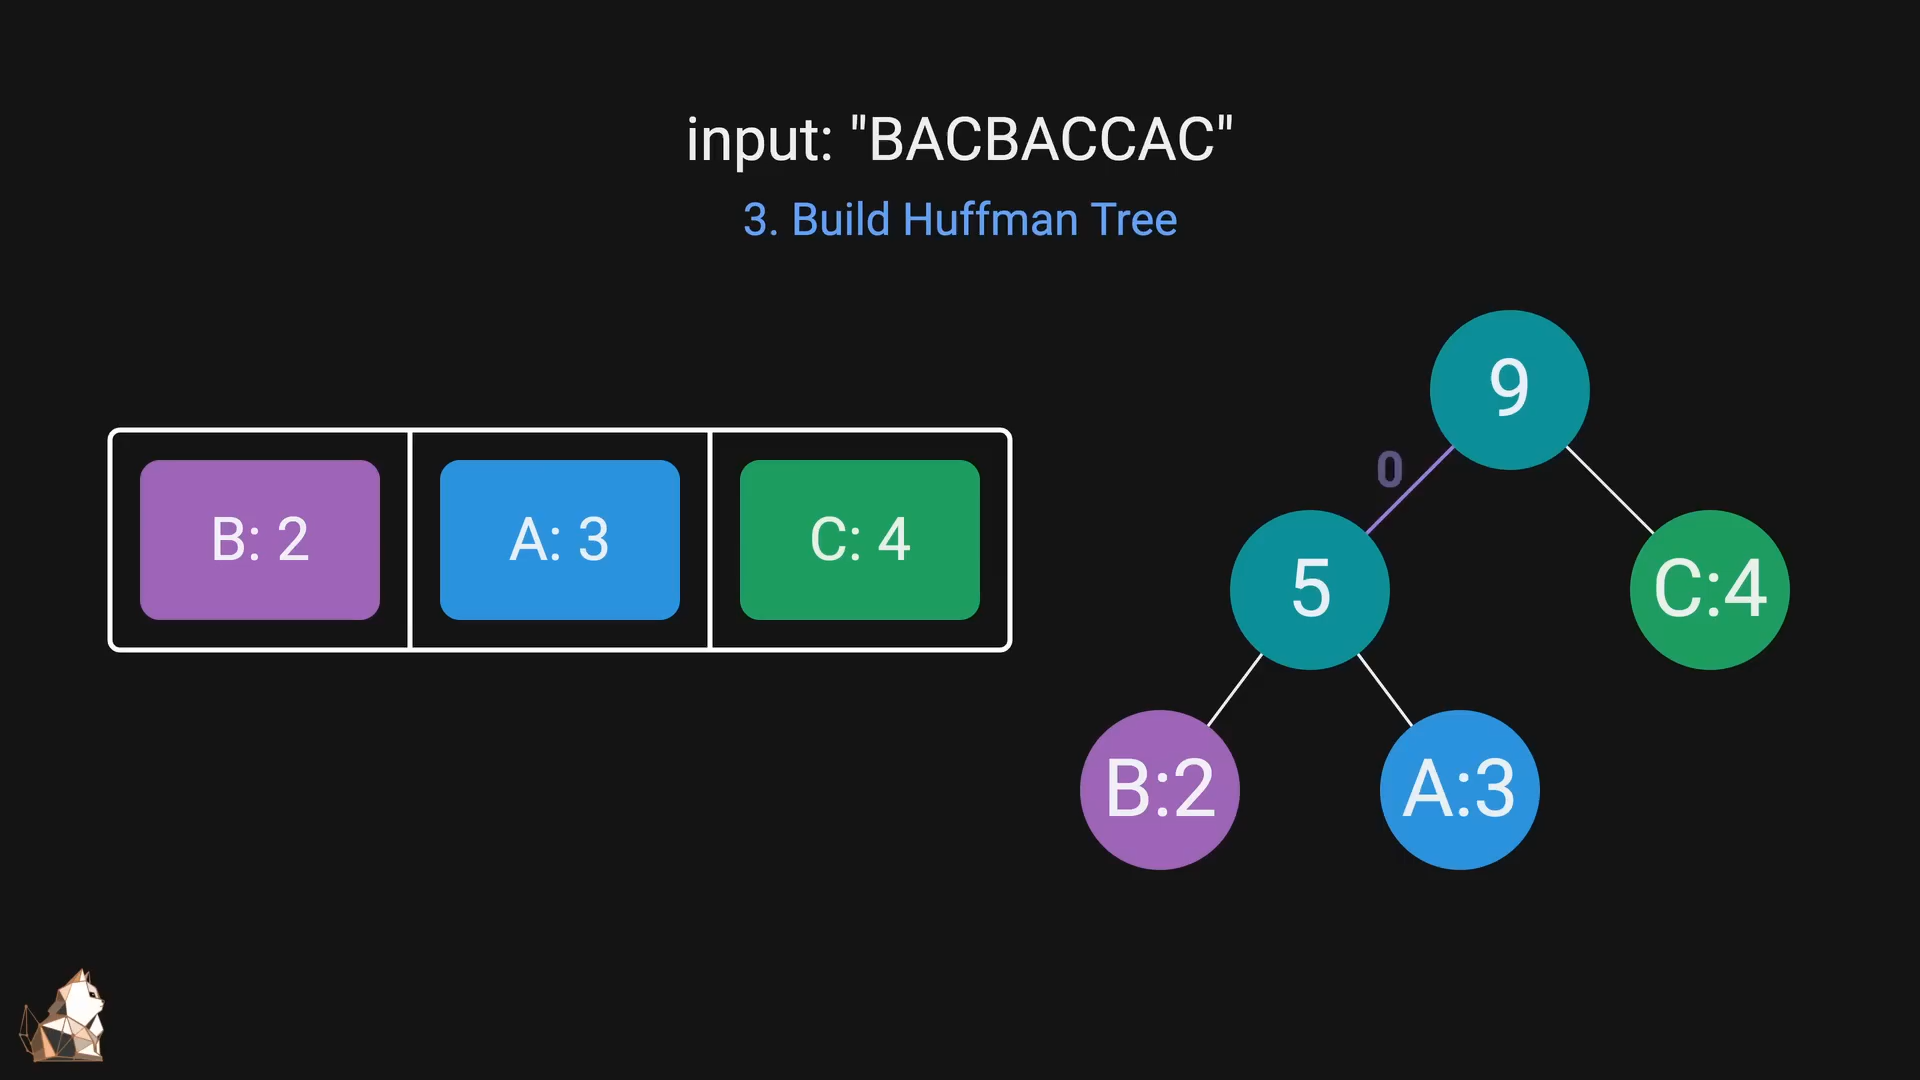 input: "BACBACCAC"
3. Build Huffman Tree
9
0
B: 2 A: 3 C: 4
5 C:4
B:2 A:3